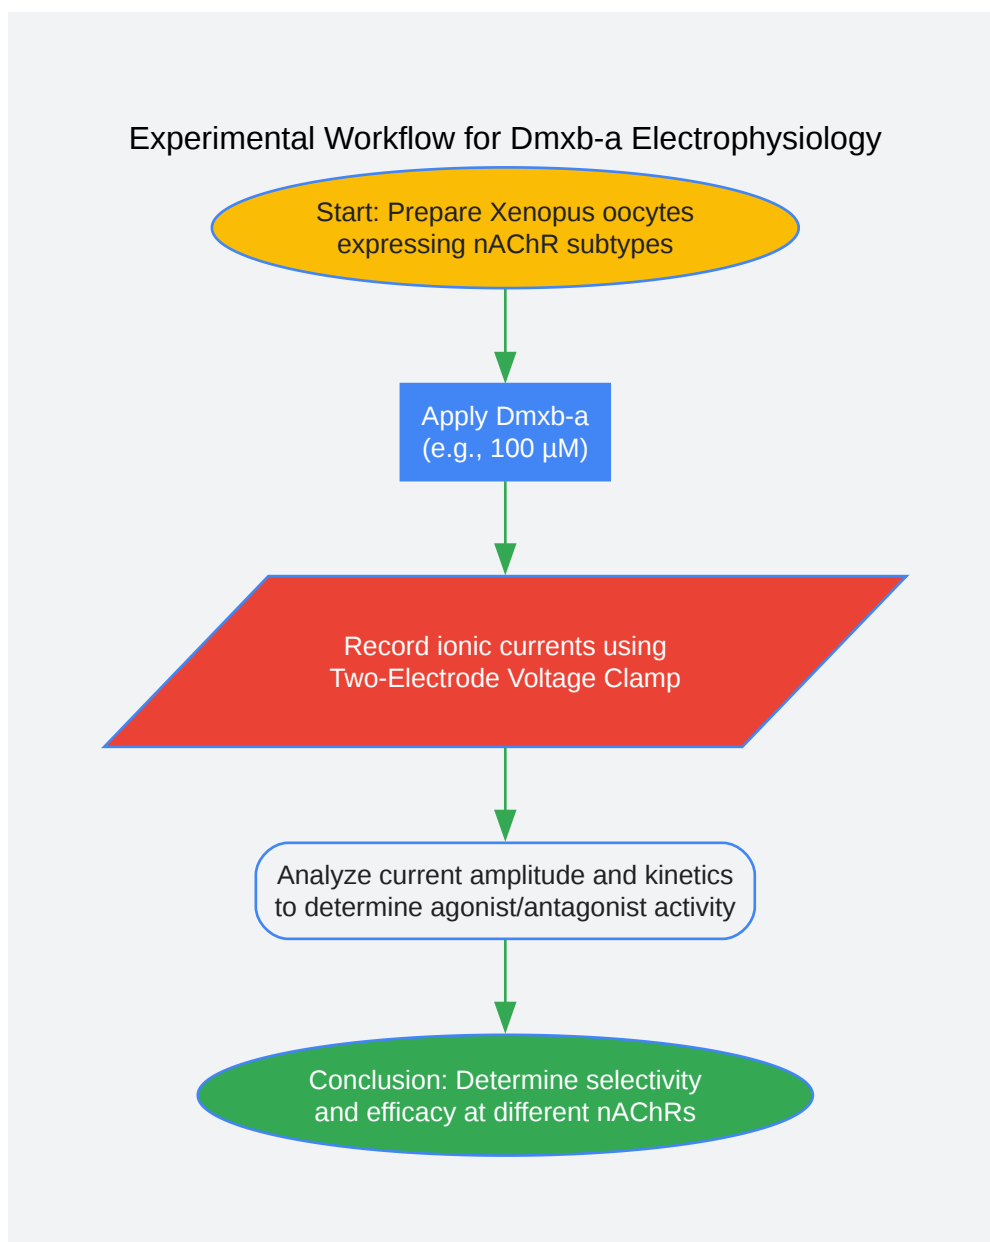 Experimental Workflow for Dmxb-a Electrophysiology
Start: Prepare Xenopus oocytes
expressing nAChR subtypes
Apply Dmxb-a
(e.g., 100 µM)
Record ionic currents using
Two-Electrode Voltage Clamp
Analyze current amplitude and kinetics
to determine agonist/antagonist activity
Conclusion: Determine selectivity
and efficacy at different nAChRs